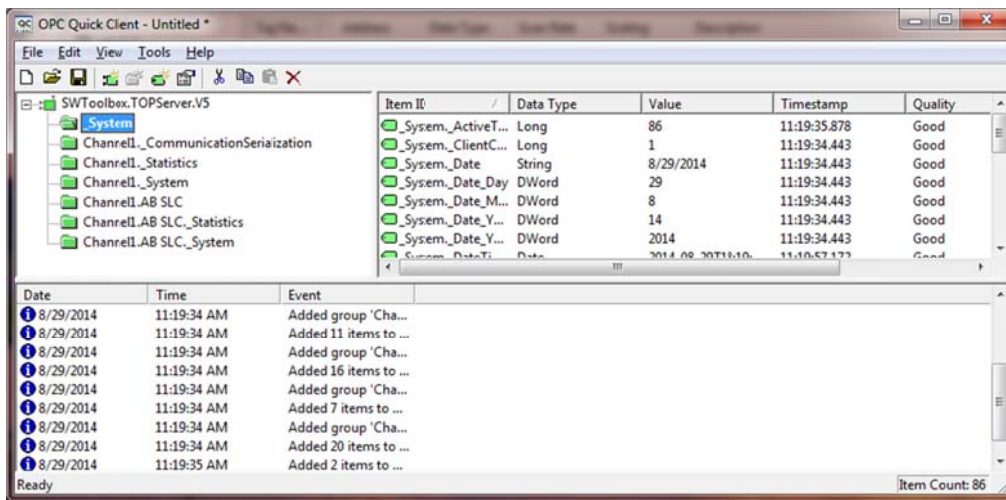 OPC Quick Client - Untitled *
File Edit View Tools Help
SWToolbox.TOPServer.V5
_System
Channel1._CommunicationSerialization
Channel1._Statistics
Channel1._System
Channel1.AB SLC
Channel1.AB SLC._Statistics
Channel1.AB SLC._System
Item ID Data Type Value Timestamp Quality
_System._ActiveT... Long 86 11:19:35.878 Good
_System._ClientC... Long 1 11:19:34.443 Good
_System._Date String 8/29/2014 11:19:34.443 Good
_System._Date_Day DWord 29 11:19:34.443 Good
_System._Date_M... DWord 8 11:19:34.443 Good
_System._Date_Y... DWord 14 11:19:34.443 Good
_System._Date_Y... DWord 2014 11:19:34.443 Good
Date Time Event
8/29/2014 11:19:34 AM Added group 'Cha...
8/29/2014 11:19:34 AM Added 11 items to ...
8/29/2014 11:19:34 AM Added group 'Cha...
8/29/2014 11:19:34 AM Added 16 items to ...
8/29/2014 11:19:34 AM Added group 'Cha...
8/29/2014 11:19:34 AM Added 7 items to ...
8/29/2014 11:19:34 AM Added group 'Cha...
8/29/2014 11:19:34 AM Added 20 items to ...
8/29/2014 11:19:35 AM Added 2 items to ...
Ready Item Count: 86